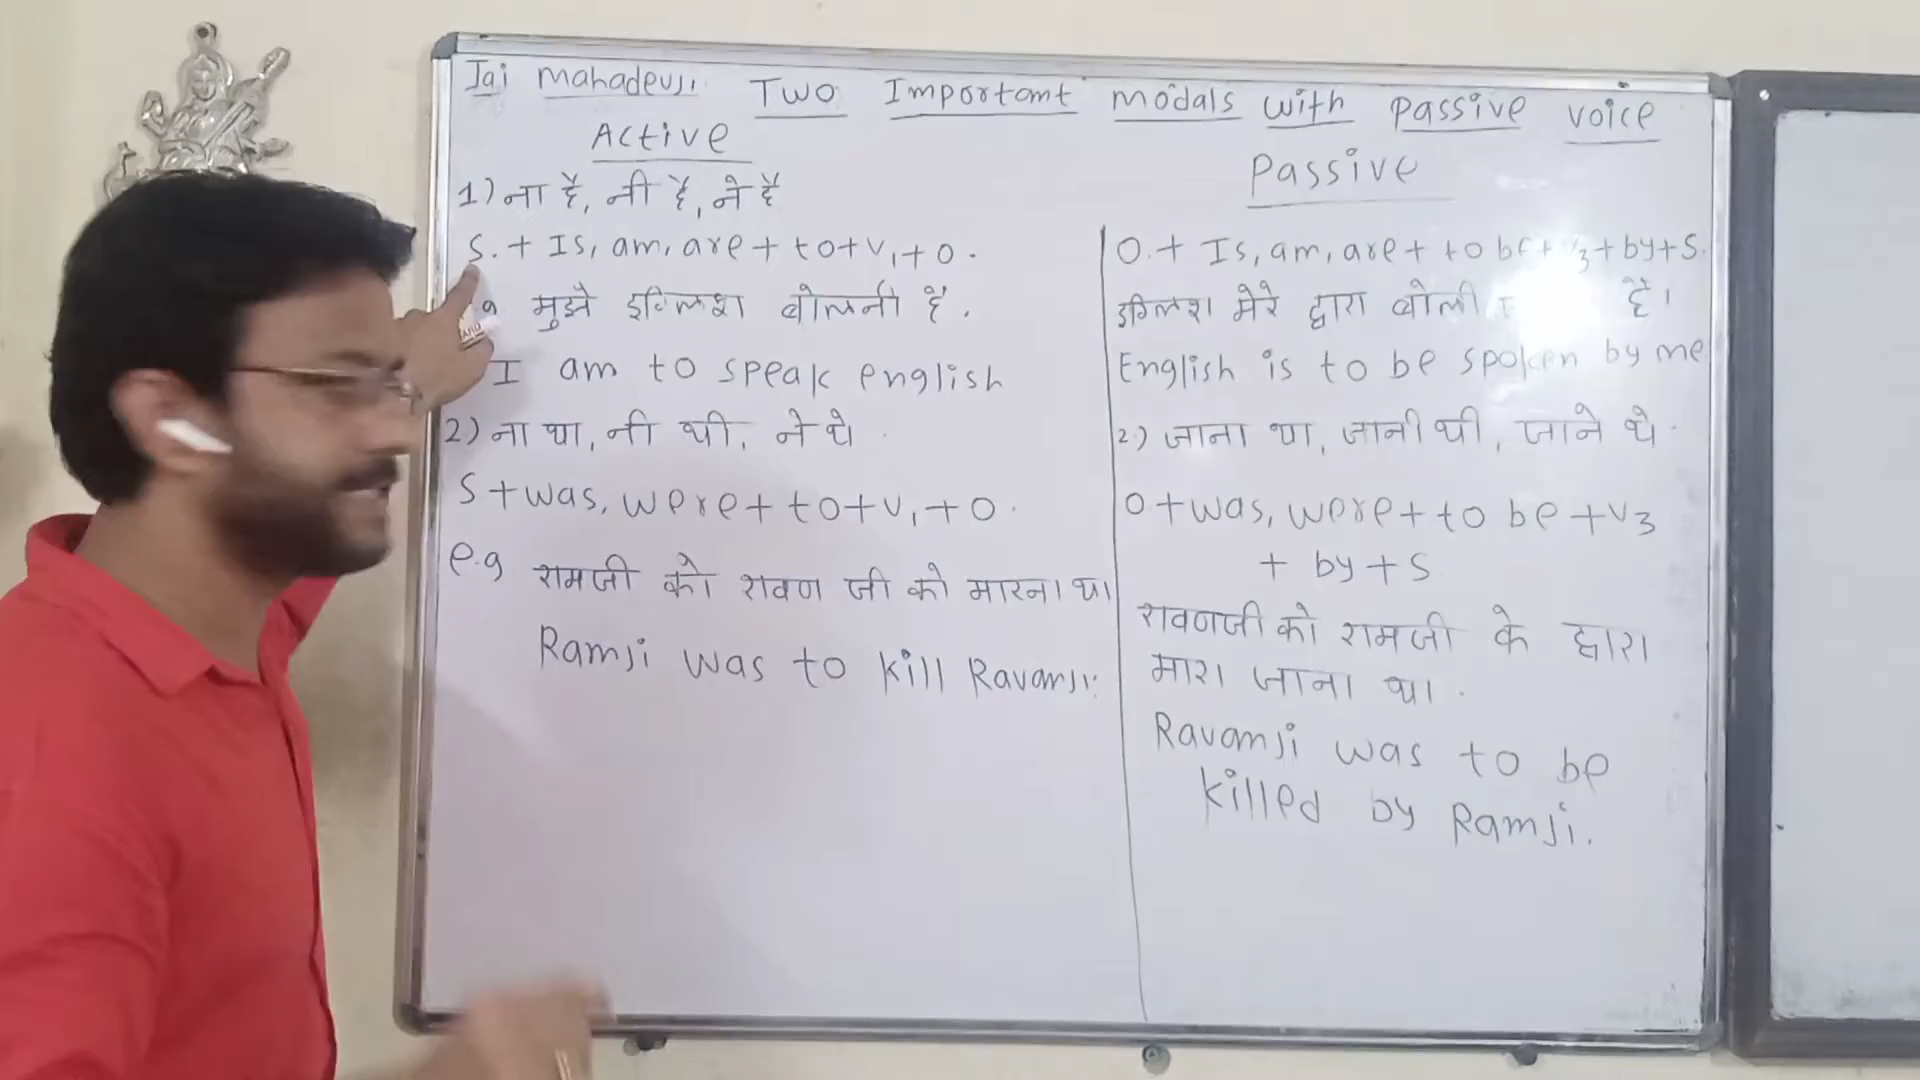 Jai Mahadevji. Two Important Modals with Passive voice
Active
1) ना है, नी है, ने है
S. + Is, am, are + to + V1 + O.
मुझे इंग्लिश बोलनी है.
I am to speak english
2) ना था, नी थी, ने थे
S + was, were + to + V1 + O.
e.g रामजी को रावण जी को मारना था।
Ramji was to kill Ravanji.
Passive
O. + Is, am, are + to be + V3 + by + S.
इंग्लिश मेरे द्वारा बोली है।
English is to be spoken by me
2.) जाना था, जानी थी, जाने थे.
O + was, were + to be + V3
+ by + S
रावणजी को रामजी के द्वारा
मारा जाना था.
Ravanji was to be
killed by Ramji.